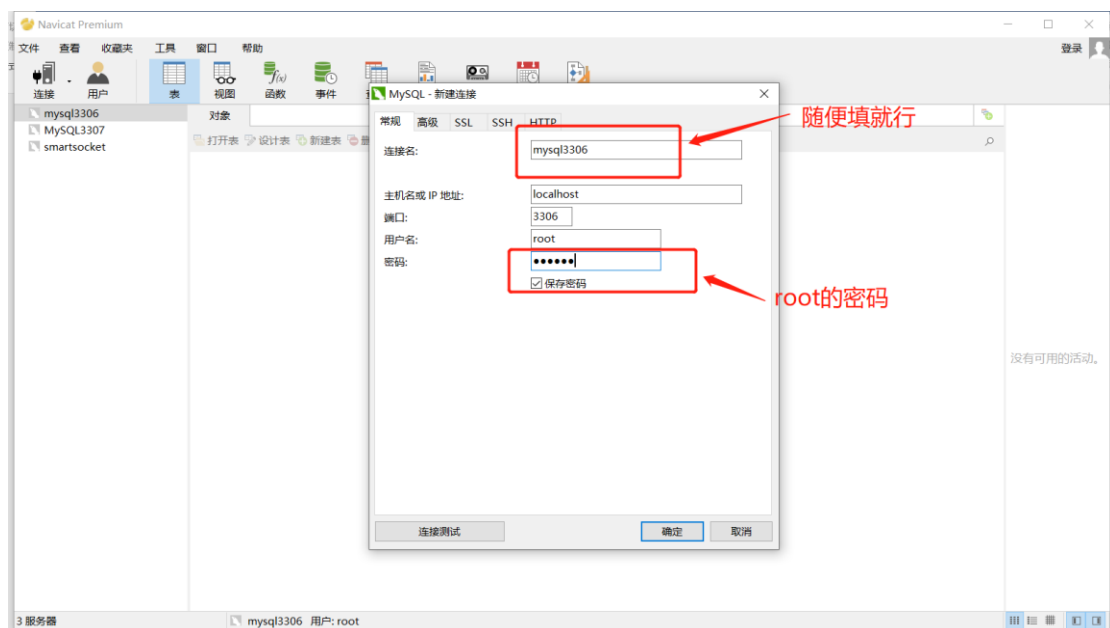 Navicat Premium
文件 查看 收藏夹 工具 窗口 帮助
登录
连接 用户 表 视图 函数 事件
mysql3306
MySQL3307
smartsocket
对象
打开表 设计表 新建表
MySQL - 新建连接
常规 高级 SSL SSH HTTP
连接名: mysql3306
随便填就行
主机名或 IP 地址: localhost
端口: 3306
用户名: root
密码: ●●●●●●
保存密码
root的密码
没有可用的活动。
连接测试 确定 取消
3 服务器 mysql3306 用户: root